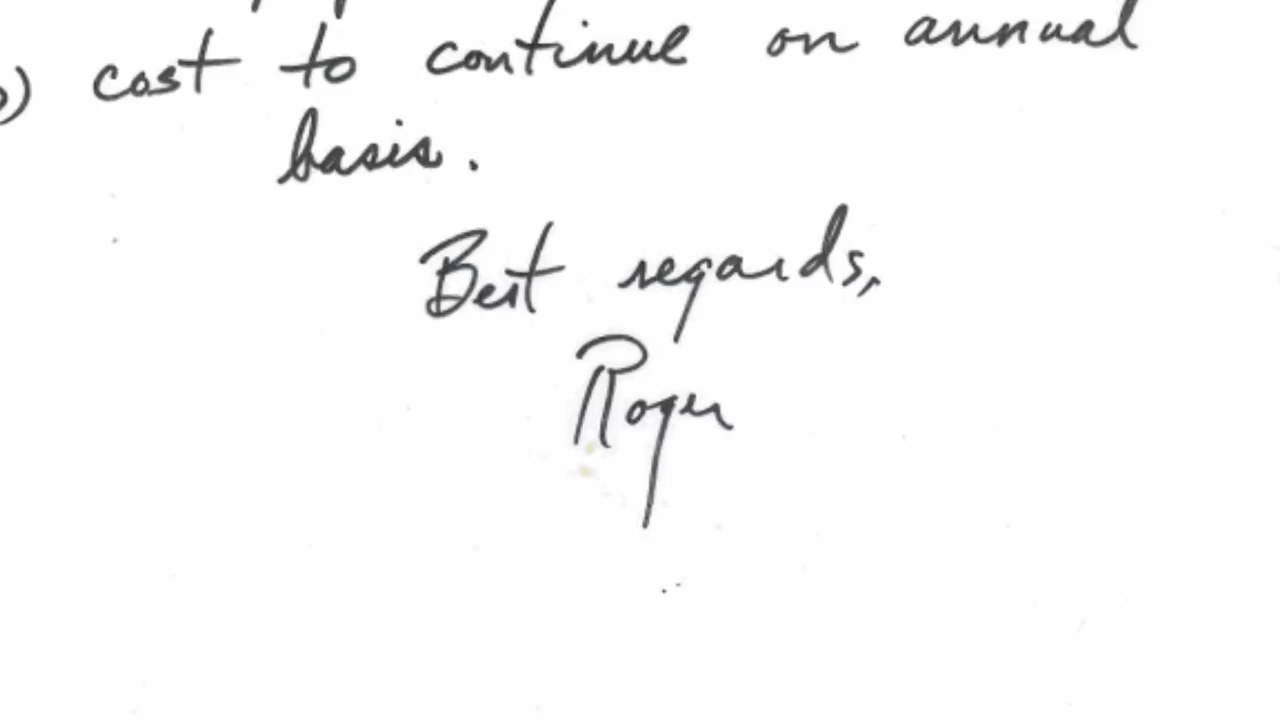 cost to continue on annual
basis.
Best regards,
Roger